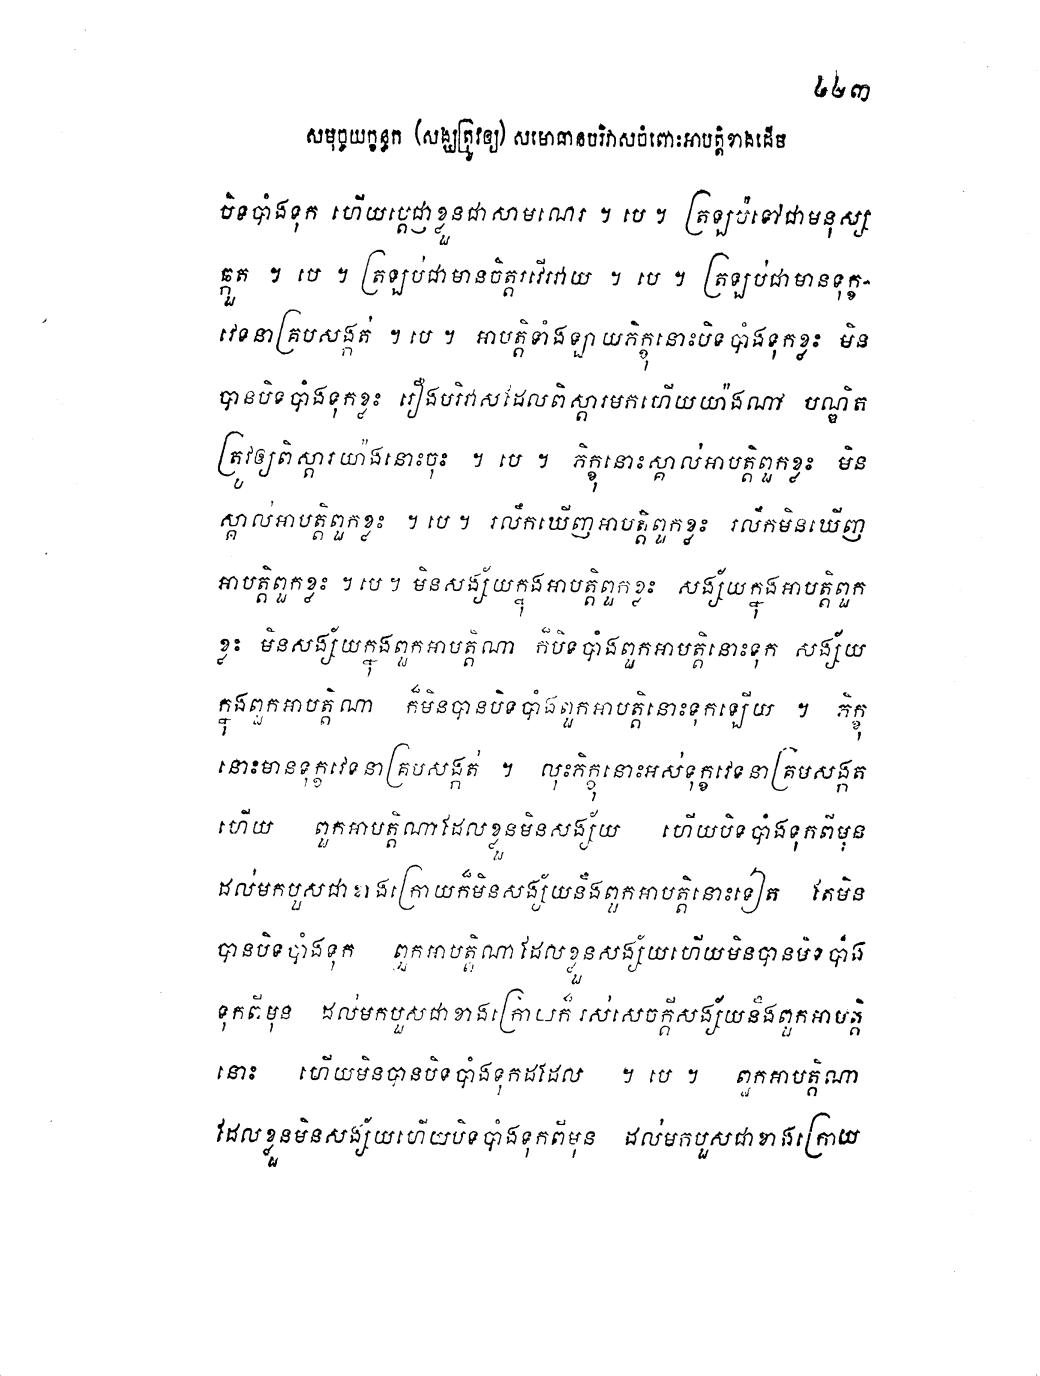 ៤៤៣
សមុច្ចយក្ខន្ធក (សង្ឃត្រូវឲ្យ) សមោធានបរិវាសចំពោះអាបត្តិខាងដើម
បិទបាំងទុក ហើយប្តេជ្ញាខ្លួនជាសាមណេរ ។ បេ ។ ត្រឡប់ទៅជាមនុស្ស
ឆ្កួត ។ បេ ។ ត្រឡប់ជាមានចិត្តរវើរវាយ ។ បេ ។ ត្រឡប់ជាមានទុក្ខ-
វេទនាគ្របសង្កត់ ។ បេ ។ អាបត្តិទាំងឡាយភិក្ខុនោះបិទបាំងទុកខ្លះ មិន
បានបិទបាំងទុកខ្លះ រឿងបរិវាសដែលពិស្តារមកហើយយ៉ាងណា បណ្ឌិត
ត្រូវឲ្យពិស្តារយ៉ាងនោះចុះ ។ បេ ។ ភិក្ខុនោះស្គាល់អាបត្តិពួកខ្លះ មិន
ស្គាល់អាបត្តិពួកខ្លះ ។ បេ ។ រលឹកឃើញអាបត្តិពួកខ្លះ រលឹកមិនឃើញ
អាបត្តិពួកខ្លះ ។ បេ ។ មិនសង្ស័យក្នុងអាបត្តិពួកខ្លះ សង្ស័យក្នុងអាបត្តិពួក
ខ្លះ មិនសង្ស័យក្នុងពួកអាបត្តិណា ក៏បិទបាំងពួកអាបត្តិនោះទុក សង្ស័យ
ក្នុងពួកអាបត្តិណា ក៏មិនបានបិទបាំងពួកអាបត្តិនោះទុកឡើយ ។ ភិក្ខុ
នោះមានទុក្ខវេទនាគ្របសង្កត់ ។ លុះភិក្ខុនោះអស់ទុក្ខវេទនាគ្របសង្កត់
ហើយ ពួកអាបត្តិណាដែលខ្លួនមិនសង្ស័យ ហើយបិទបាំងទុកពីមុន
ដល់មកបួសជាខាងក្រោយក៏មិនសង្ស័យនឹងពួកអាបត្តិនោះទៀត តែមិន
បានបិទបាំងទុក ពួកអាបត្តិណាដែលខ្លួនសង្ស័យហើយមិនបានបិទបាំង
ទុកពីមុន ដល់មកបួសជាខាងក្រោយក៏ រស់សេចក្តីសង្ស័យនឹងពួកអាបត្តិ
នោះ ហើយមិនបានបិទបាំងទុកដដែល ។ បេ ។ ពួកអាបត្តិណា
ដែលខ្លួនមិនសង្ស័យហើយបិទបាំងទុកពីមុន ដល់មកបួសជាខាងក្រោយ